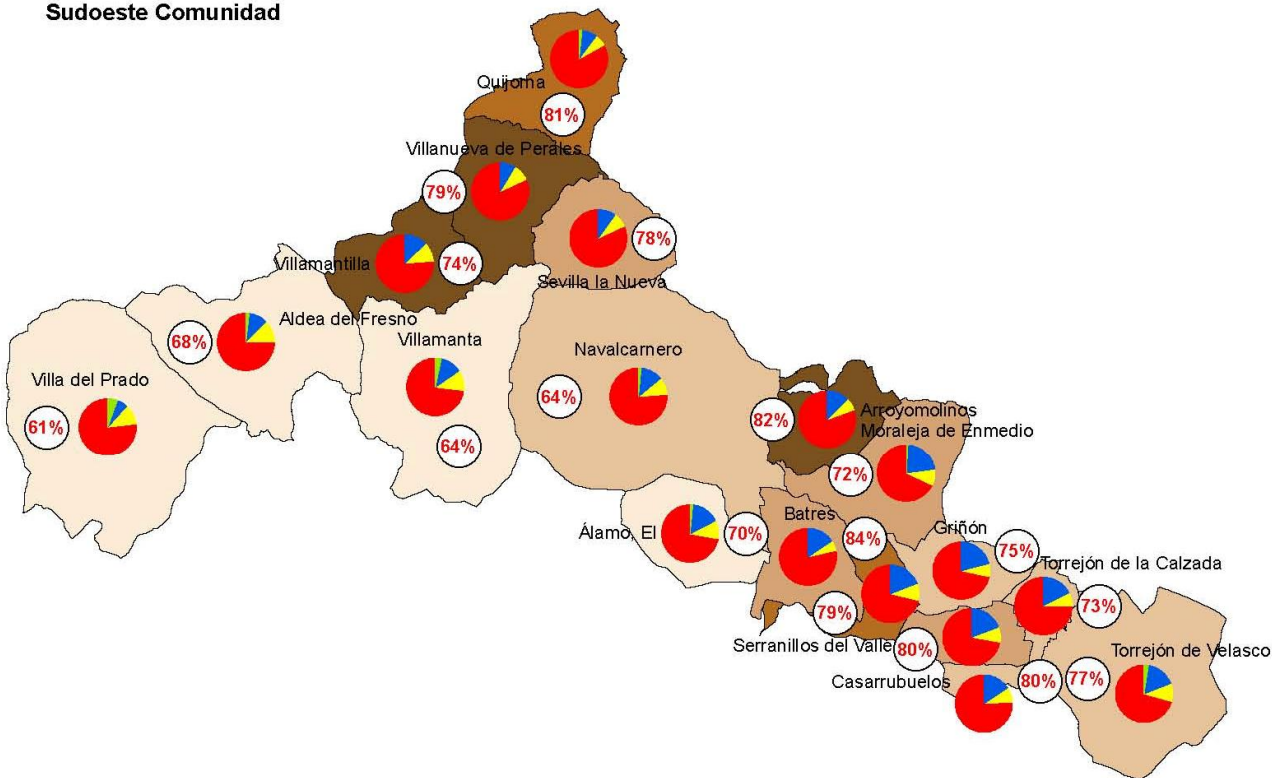 Sudoeste Comunidad
Quijorna
81%
Villanueva de Perales
79%
78%
Villamantilla
74%
Sevilla la Nueva
Aldea del Fresno
68%
Villamanta
Navalcarnero
Villa del Prado
64%
61%
64%
82%
Arroyomolinos
Moraleja de Enmedio
72%
Álamo, El
70%
Batres
84%
Griñón
75%
Torrejón de la Calzada
73%
79%
Serranillos del Valle
80%
Torrejón de Velasco
Casarrubuelos
80%
77%